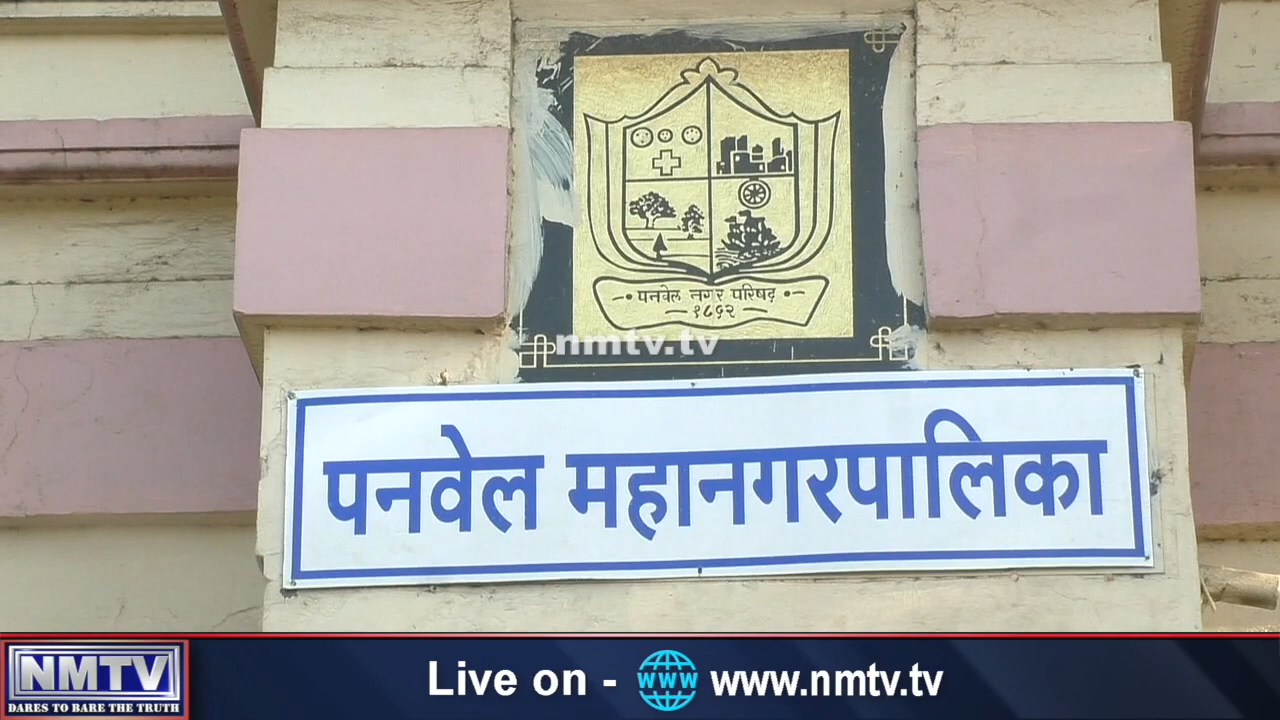 पनवेल नगर परिषद
१८५२
nmtv.tv
पनवेल महानगरपालिका
NMTV
DARES TO BARE THE TRUTH
Live on - www www.nmtv.tv